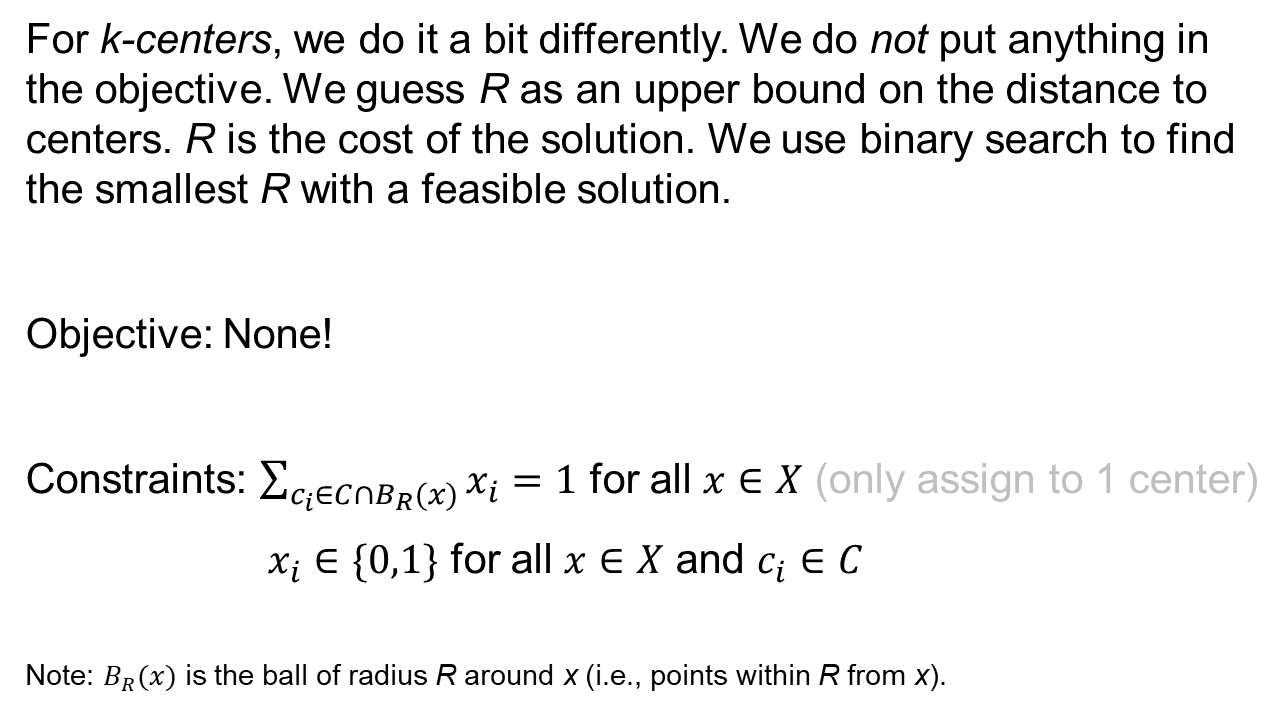 For k-centers, we do it a bit differently. We do not put anything in
the objective. We guess R as an upper bound on the distance to
centers. R is the cost of the solution. We use binary search to find
the smallest R with a feasible solution.
Objective: None!
Constraints: ∑_{c_i∈C∩B_R(x)} x_i = 1 for all x ∈ X (only assign to 1 center)
x_i ∈ {0,1} for all x ∈ X and c_i ∈ C
Note: B_R(x) is the ball of radius R around x (i.e., points within R from x).